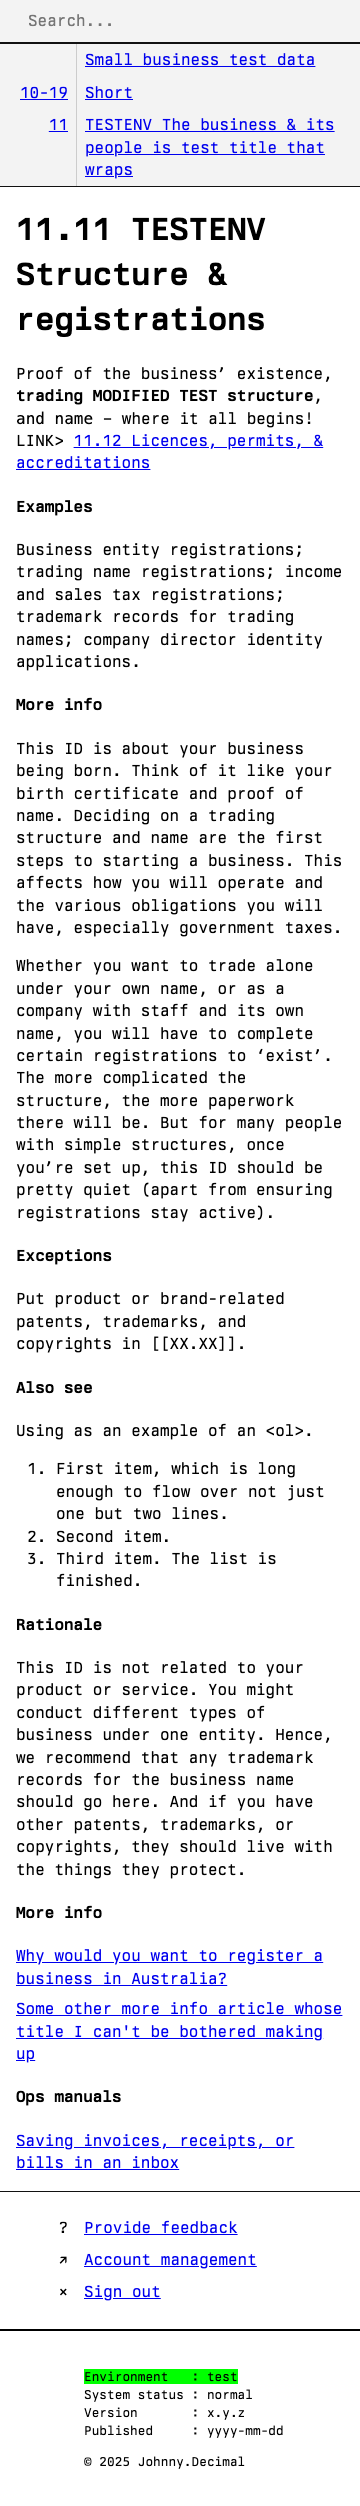 Search...
Small business test data
10-19 Short
11 TESTENV The business & its
people is test title that
wraps
11.11 TESTENV
Structure &
registrations
Proof of the business’ existence,
trading MODIFIED TEST structure,
and name – where it all begins!
LINK> 11.12 Licences, permits, &
accreditations
Examples
Business entity registrations;
trading name registrations; income
and sales tax registrations;
trademark records for trading
names; company director identity
applications.
More info
This ID is about your business
being born. Think of it like your
birth certificate and proof of
name. Deciding on a trading
structure and name are the first
steps to starting a business. This
affects how you will operate and
the various obligations you will
have, especially government taxes.
Whether you want to trade alone
under your own name, or as a
company with staff and its own
name, you will have to complete
certain registrations to ‘exist’.
The more complicated the
structure, the more paperwork
there will be. But for many people
with simple structures, once
you’re set up, this ID should be
pretty quiet (apart from ensuring
registrations stay active).
Exceptions
Put product or brand-related
patents, trademarks, and
copyrights in [[XX.XX]].
Also see
Using as an example of an <ol>.
1. First item, which is long
enough to flow over not just
one but two lines.
2. Second item.
3. Third item. The list is
finished.
Rationale
This ID is not related to your
product or service. You might
conduct different types of
business under one entity. Hence,
we recommend that any trademark
records for the business name
should go here. And if you have
other patents, trademarks, or
copyrights, they should live with
the things they protect.
More info
Why would you want to register a
business in Australia?
Some other more info article whose
title I can't be bothered making
up
Ops manuals
Saving invoices, receipts, or
bills in an inbox
? Provide feedback
↗ Account management
× Sign out
Environment : test
System status : normal
Version : x.y.z
Published : yyyy-mm-dd
© 2025 Johnny.Decimal